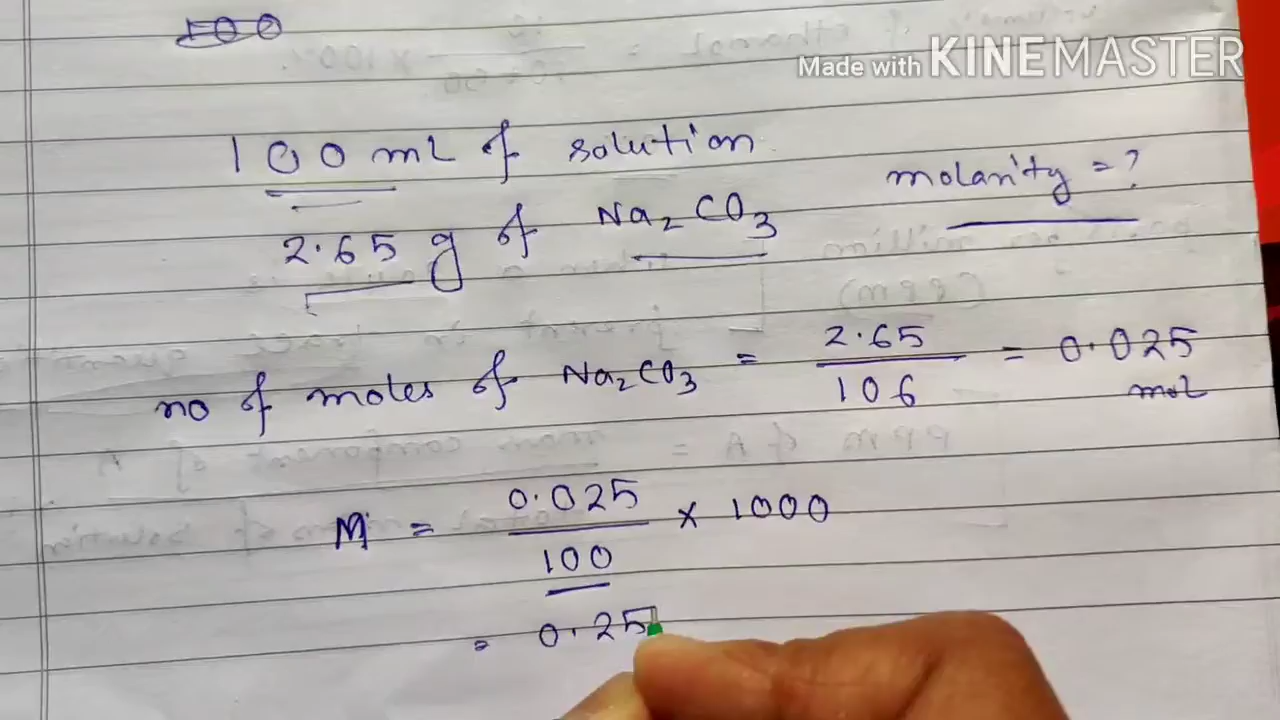 100
Made with KINEMASTER
100 ml of solution
molarity = ?
2.65 g of Na₂CO₃
no of moles of Na₂CO₃ = 2.65 / 106 = 0.025 mol
M = 0.025 / 100 × 1000
= 0.25